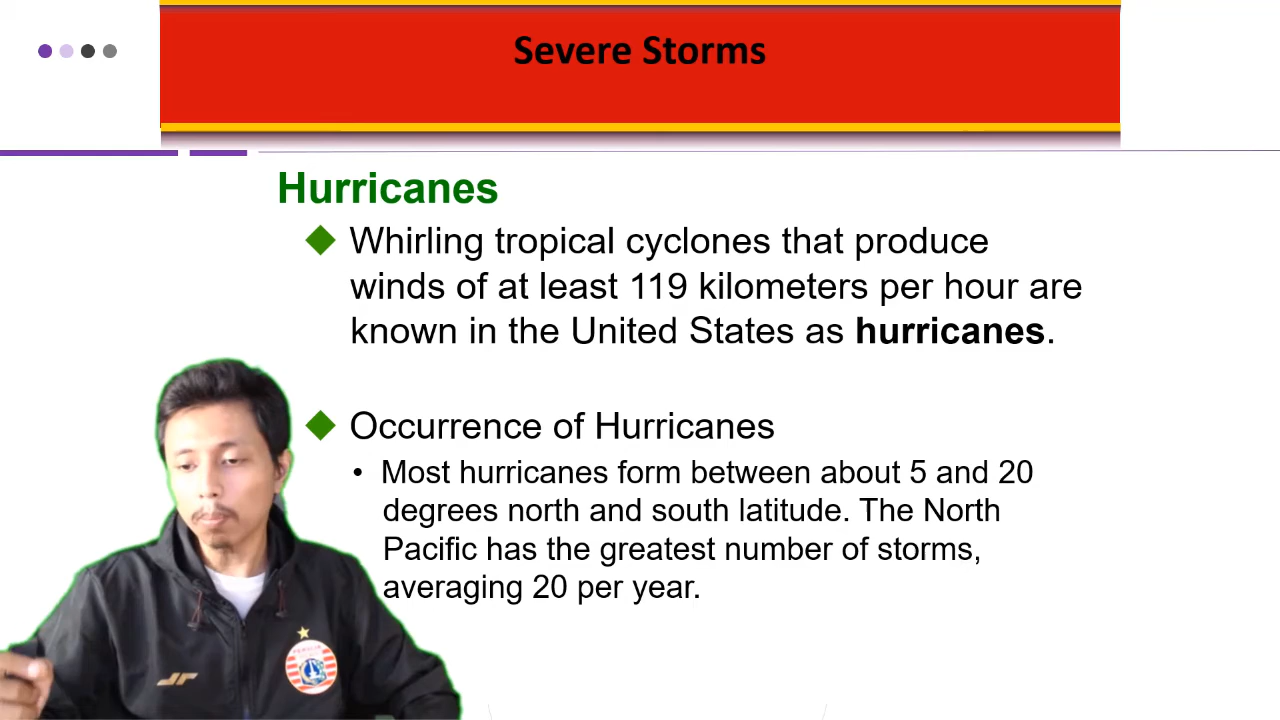 Severe Storms
Hurricanes
Whirling tropical cyclones that produce
winds of at least 119 kilometers per hour are
known in the United States as hurricanes.
Occurrence of Hurricanes
• Most hurricanes form between about 5 and 20
degrees north and south latitude. The North
Pacific has the greatest number of storms,
averaging 20 per year.